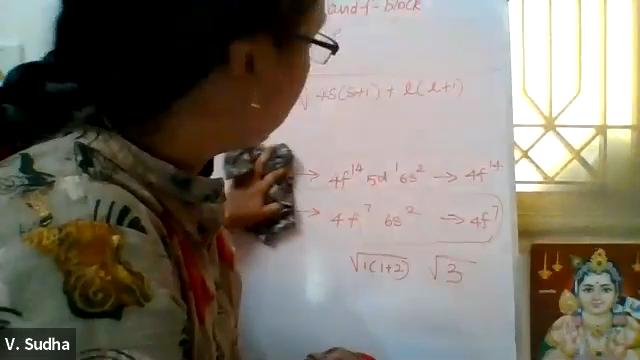 and f-block
√4s(s+1) + l(l+1)
→ 4f¹⁴ 5d¹ 6s² → 4f¹⁴
→ 4f⁷ 6s² → 4f⁷
√1(1+2) √3
V. Sudha